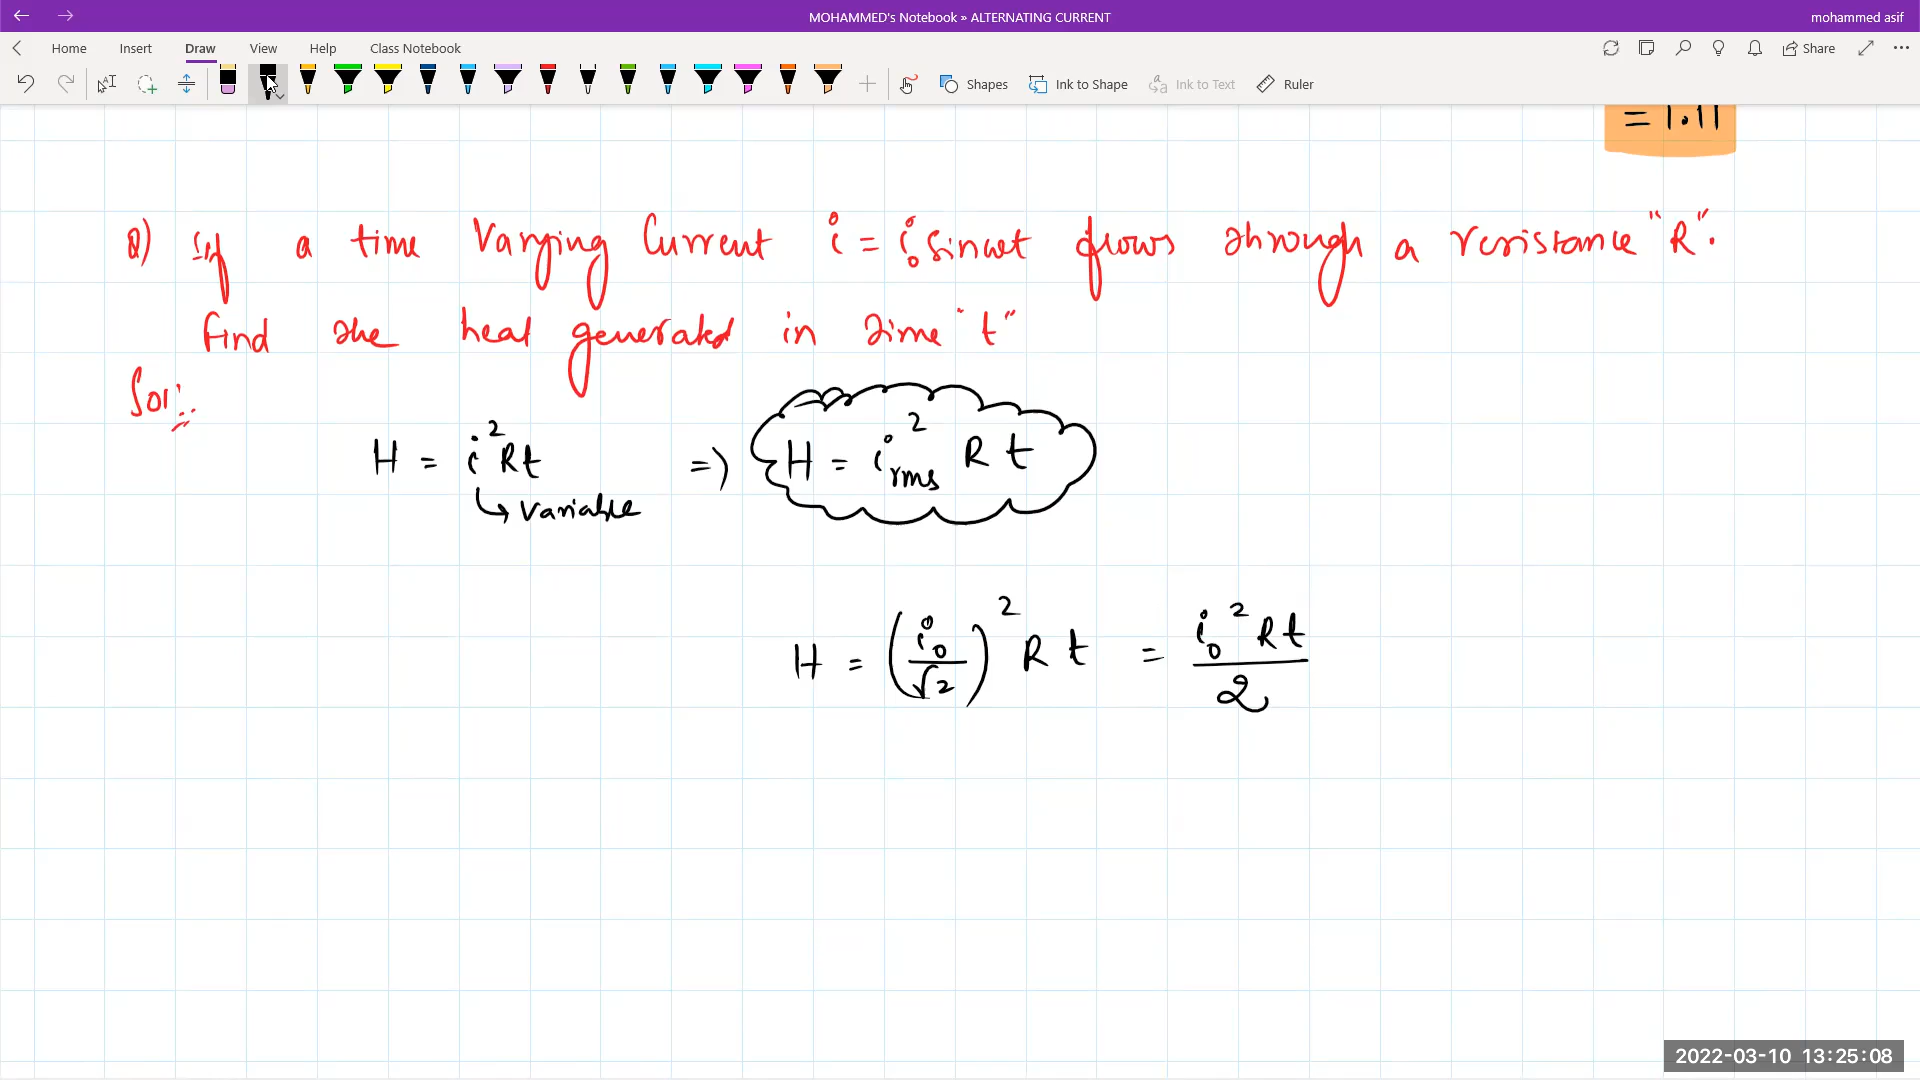 MOHAMMED's Notebook » ALTERNATING CURRENT
mohammed asif
Home Insert Draw View Help Class Notebook
Share
Shapes Ink to Shape Ink to Text Ruler
= 1.11
Q) If a time Varying Current i = i₀ sinωt flows through a resistance "R".
Find the heat generated in time "t"
Sol:
H = i²Rt => H = i²rms R t
↳ variable
H = (i₀/√2)² R t = i₀²Rt/2
2022-03-10 13:25:08